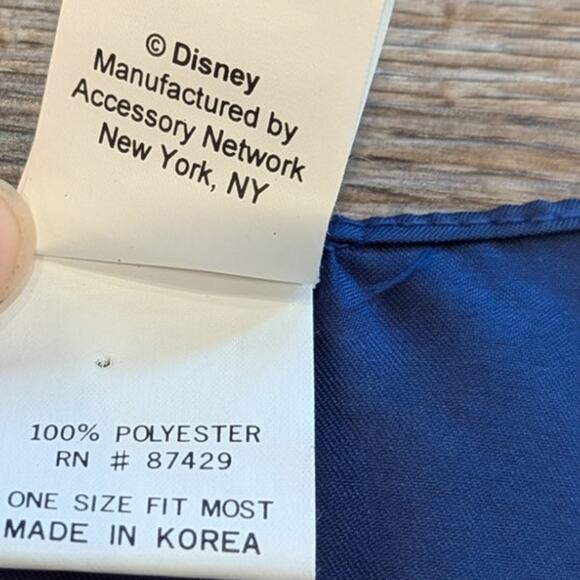 © Disney
Manufactured by
Accessory Network
New York, NY
100% POLYESTER
RN # 87429
ONE SIZE FIT MOST
MADE IN KOREA